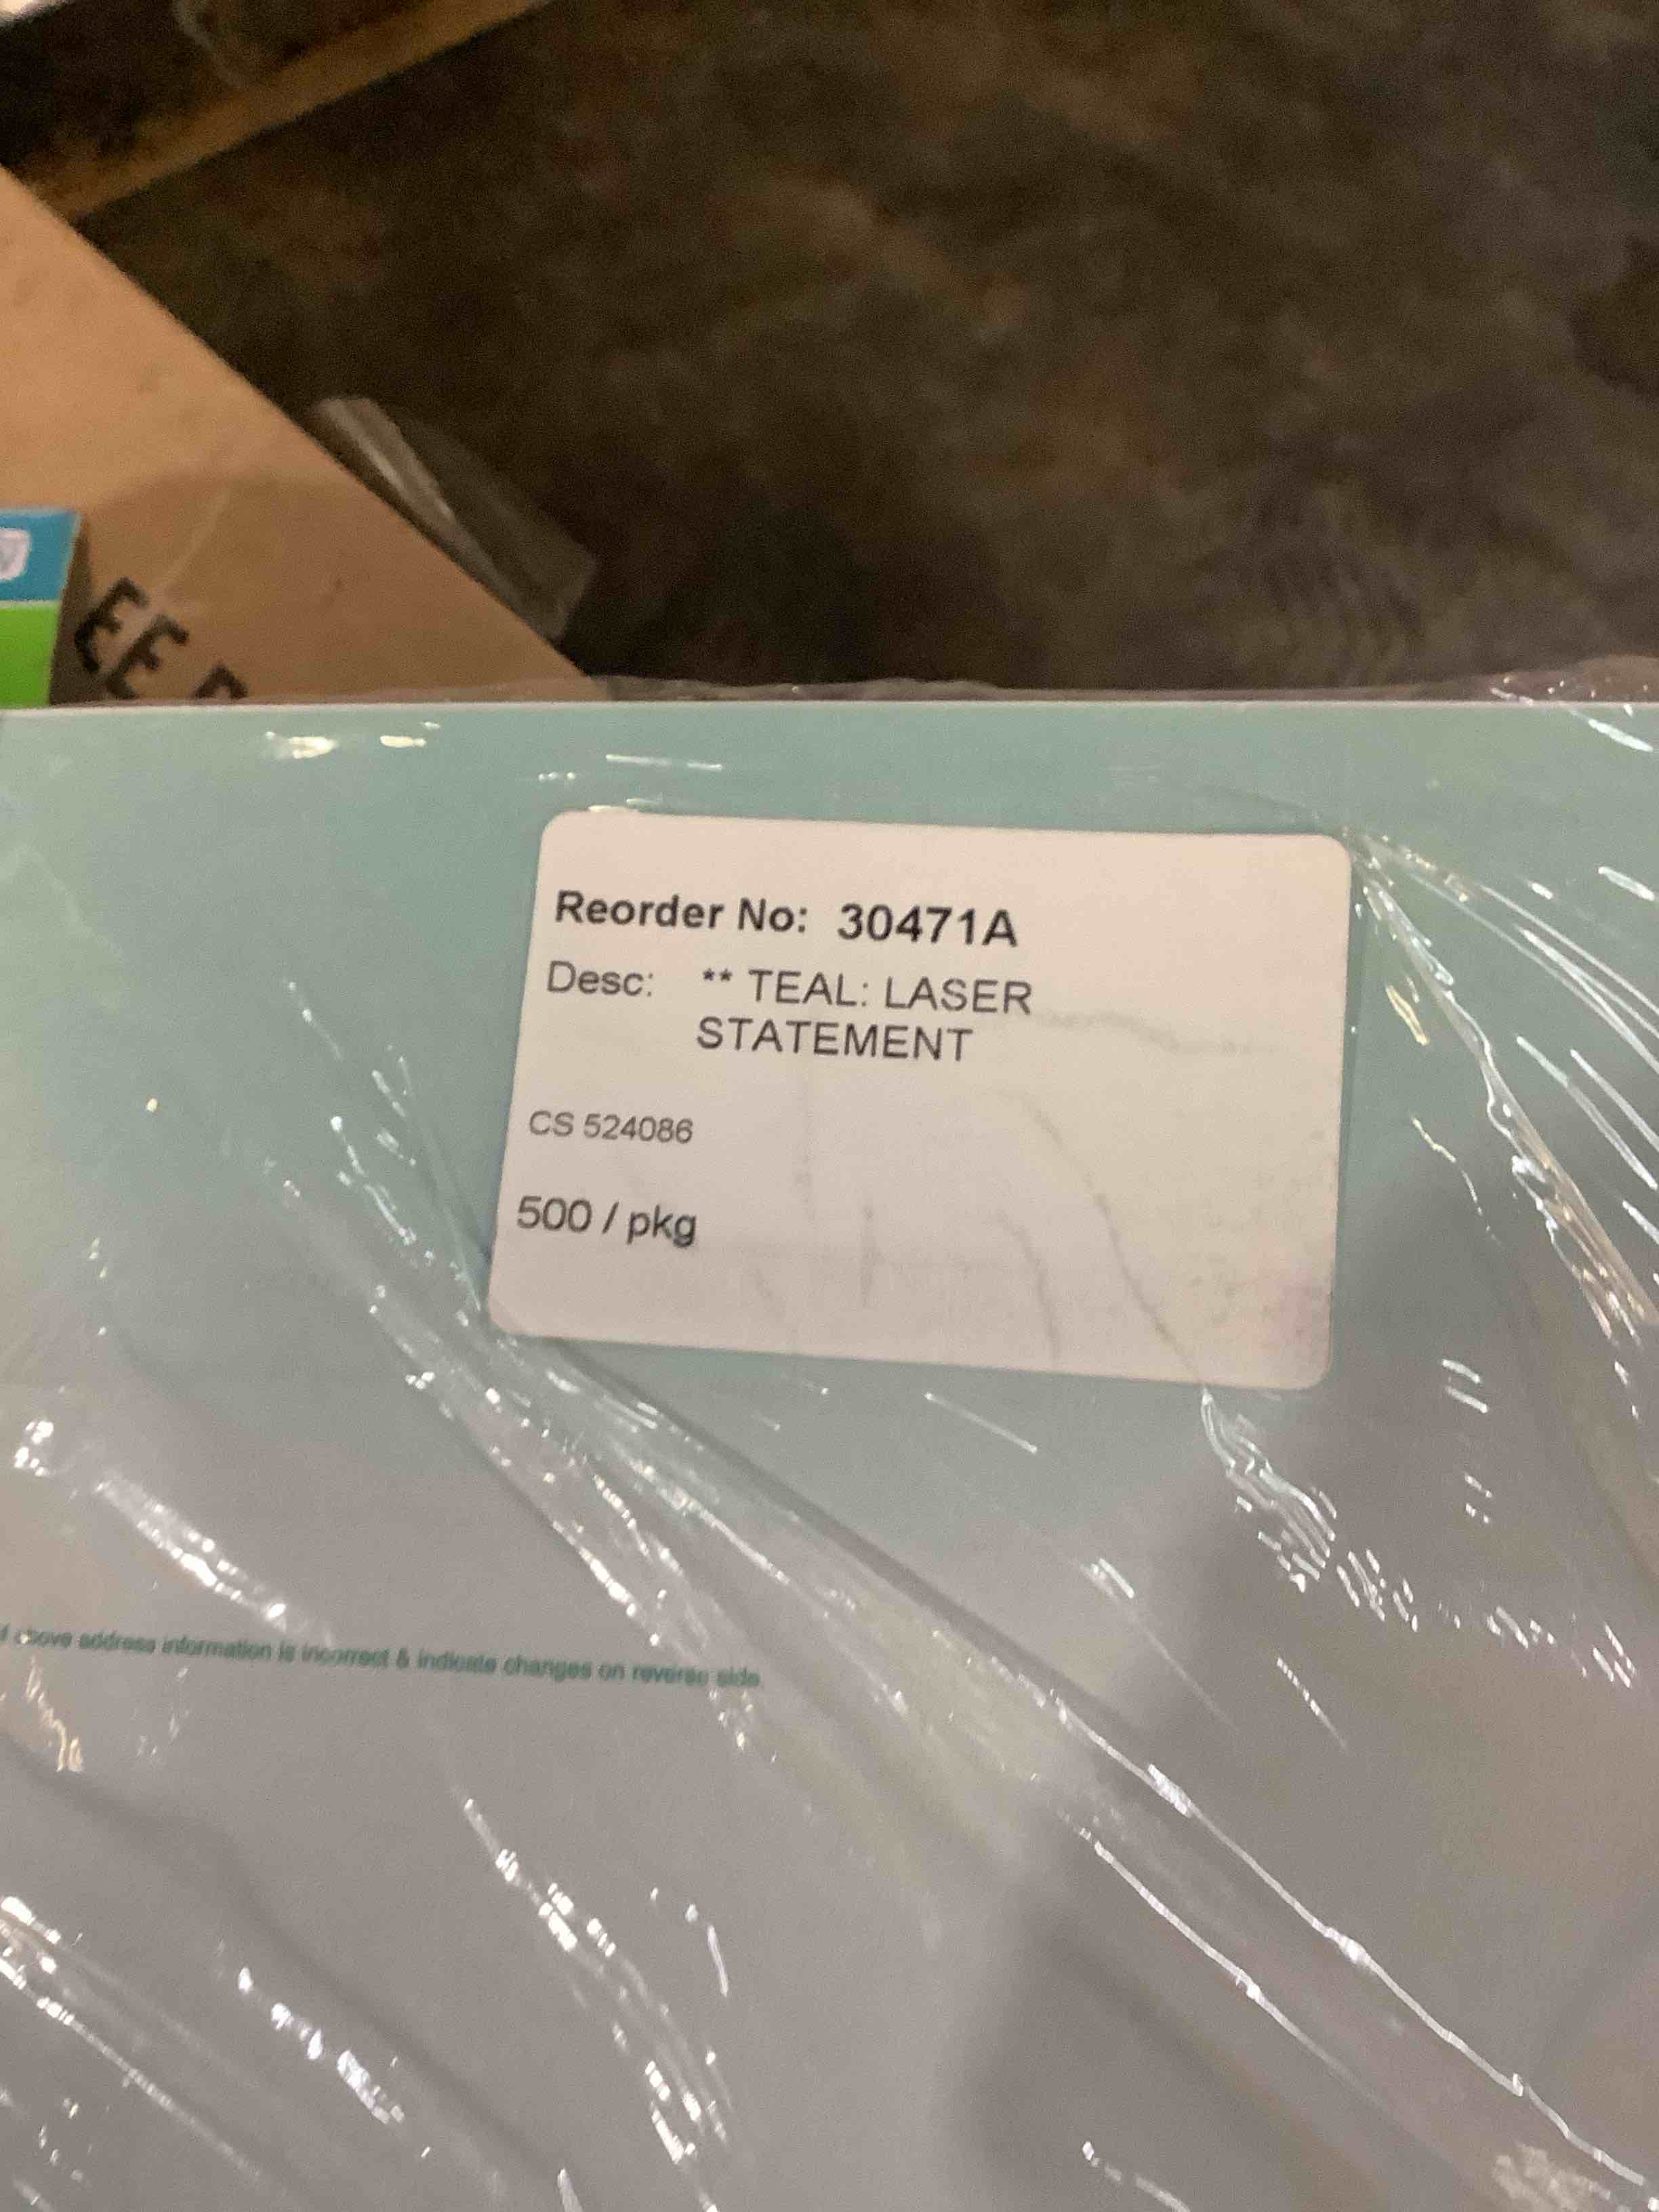 EE
Reorder No: 30471A
Desc: ** TEAL: LASER
STATEMENT
CS 524086
500 / pkg
above address information is incorrect & indicate changes on reverse side.